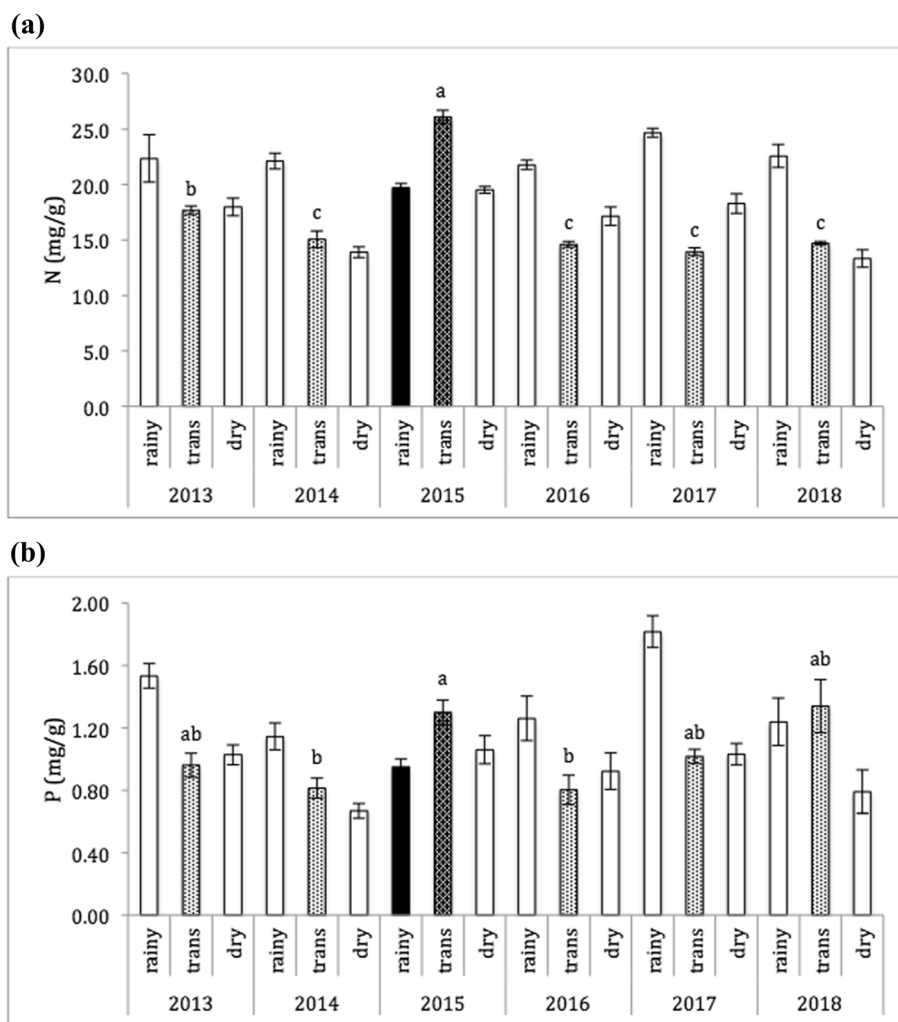 (a)
N (mg/g)
30.0
25.0
20.0
15.0
10.0
5.0
0.0
a
b
c
c
c
c
rainy trans dry rainy trans dry rainy trans dry rainy trans dry rainy trans dry rainy trans dry
2013 2014 2015 2016 2017 2018
(b)
P (mg/g)
2.00
1.60
1.20
0.80
0.40
0.00
ab
b
a
b
ab
ab
rainy trans dry rainy trans dry rainy trans dry rainy trans dry rainy trans dry rainy trans dry
2013 2014 2015 2016 2017 2018